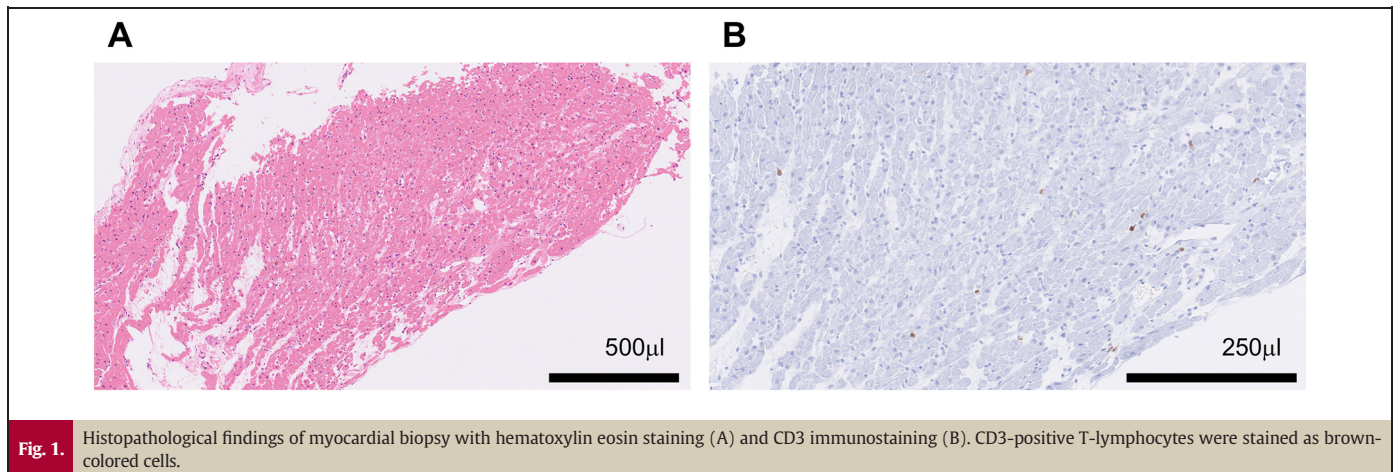 A
B
500μl
250μl
Fig. 1. Histopathological findings of myocardial biopsy with hematoxylin eosin staining (A) and CD3 immunostaining (B). CD3-positive T-lymphocytes were stained as brown-
colored cells.